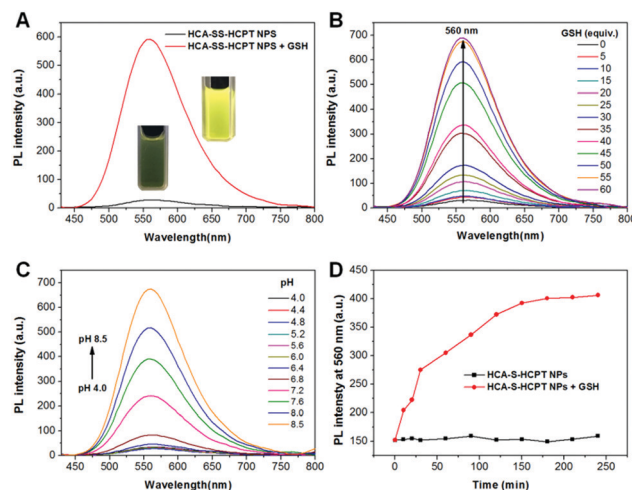 A
HCA-SS-HCPT NPS
HCA-SS-HCPT NPS + GSH
PL intensity (a.u.)
600
500
400
300
200
100
0
450 500 550 600 650 700 750 800
Wavelength(nm)
B
560 nm
GSH (equiv.)
0
5
10
15
20
25
30
35
40
45
50
55
60
PL intensity (a.u.)
700
600
500
400
300
200
100
0
450 500 550 600 650 700 750 800
Wavelength(nm)
C
pH
4.0
4.4
4.8
5.2
5.6
6.0
6.4
6.8
7.2
7.6
8.0
8.5
pH 8.5
pH 4.0
PL intensity (a.u.)
700
600
500
400
300
200
100
0
450 500 550 600 650 700 750 800
Wavelength(nm)
D
HCA-S-HCPT NPs
HCA-S-HCPT NPs + GSH
PL intensty at 560 nm (a.u.)
450
400
350
300
250
200
150
100
0 50 100 150 200 250
Time (min)